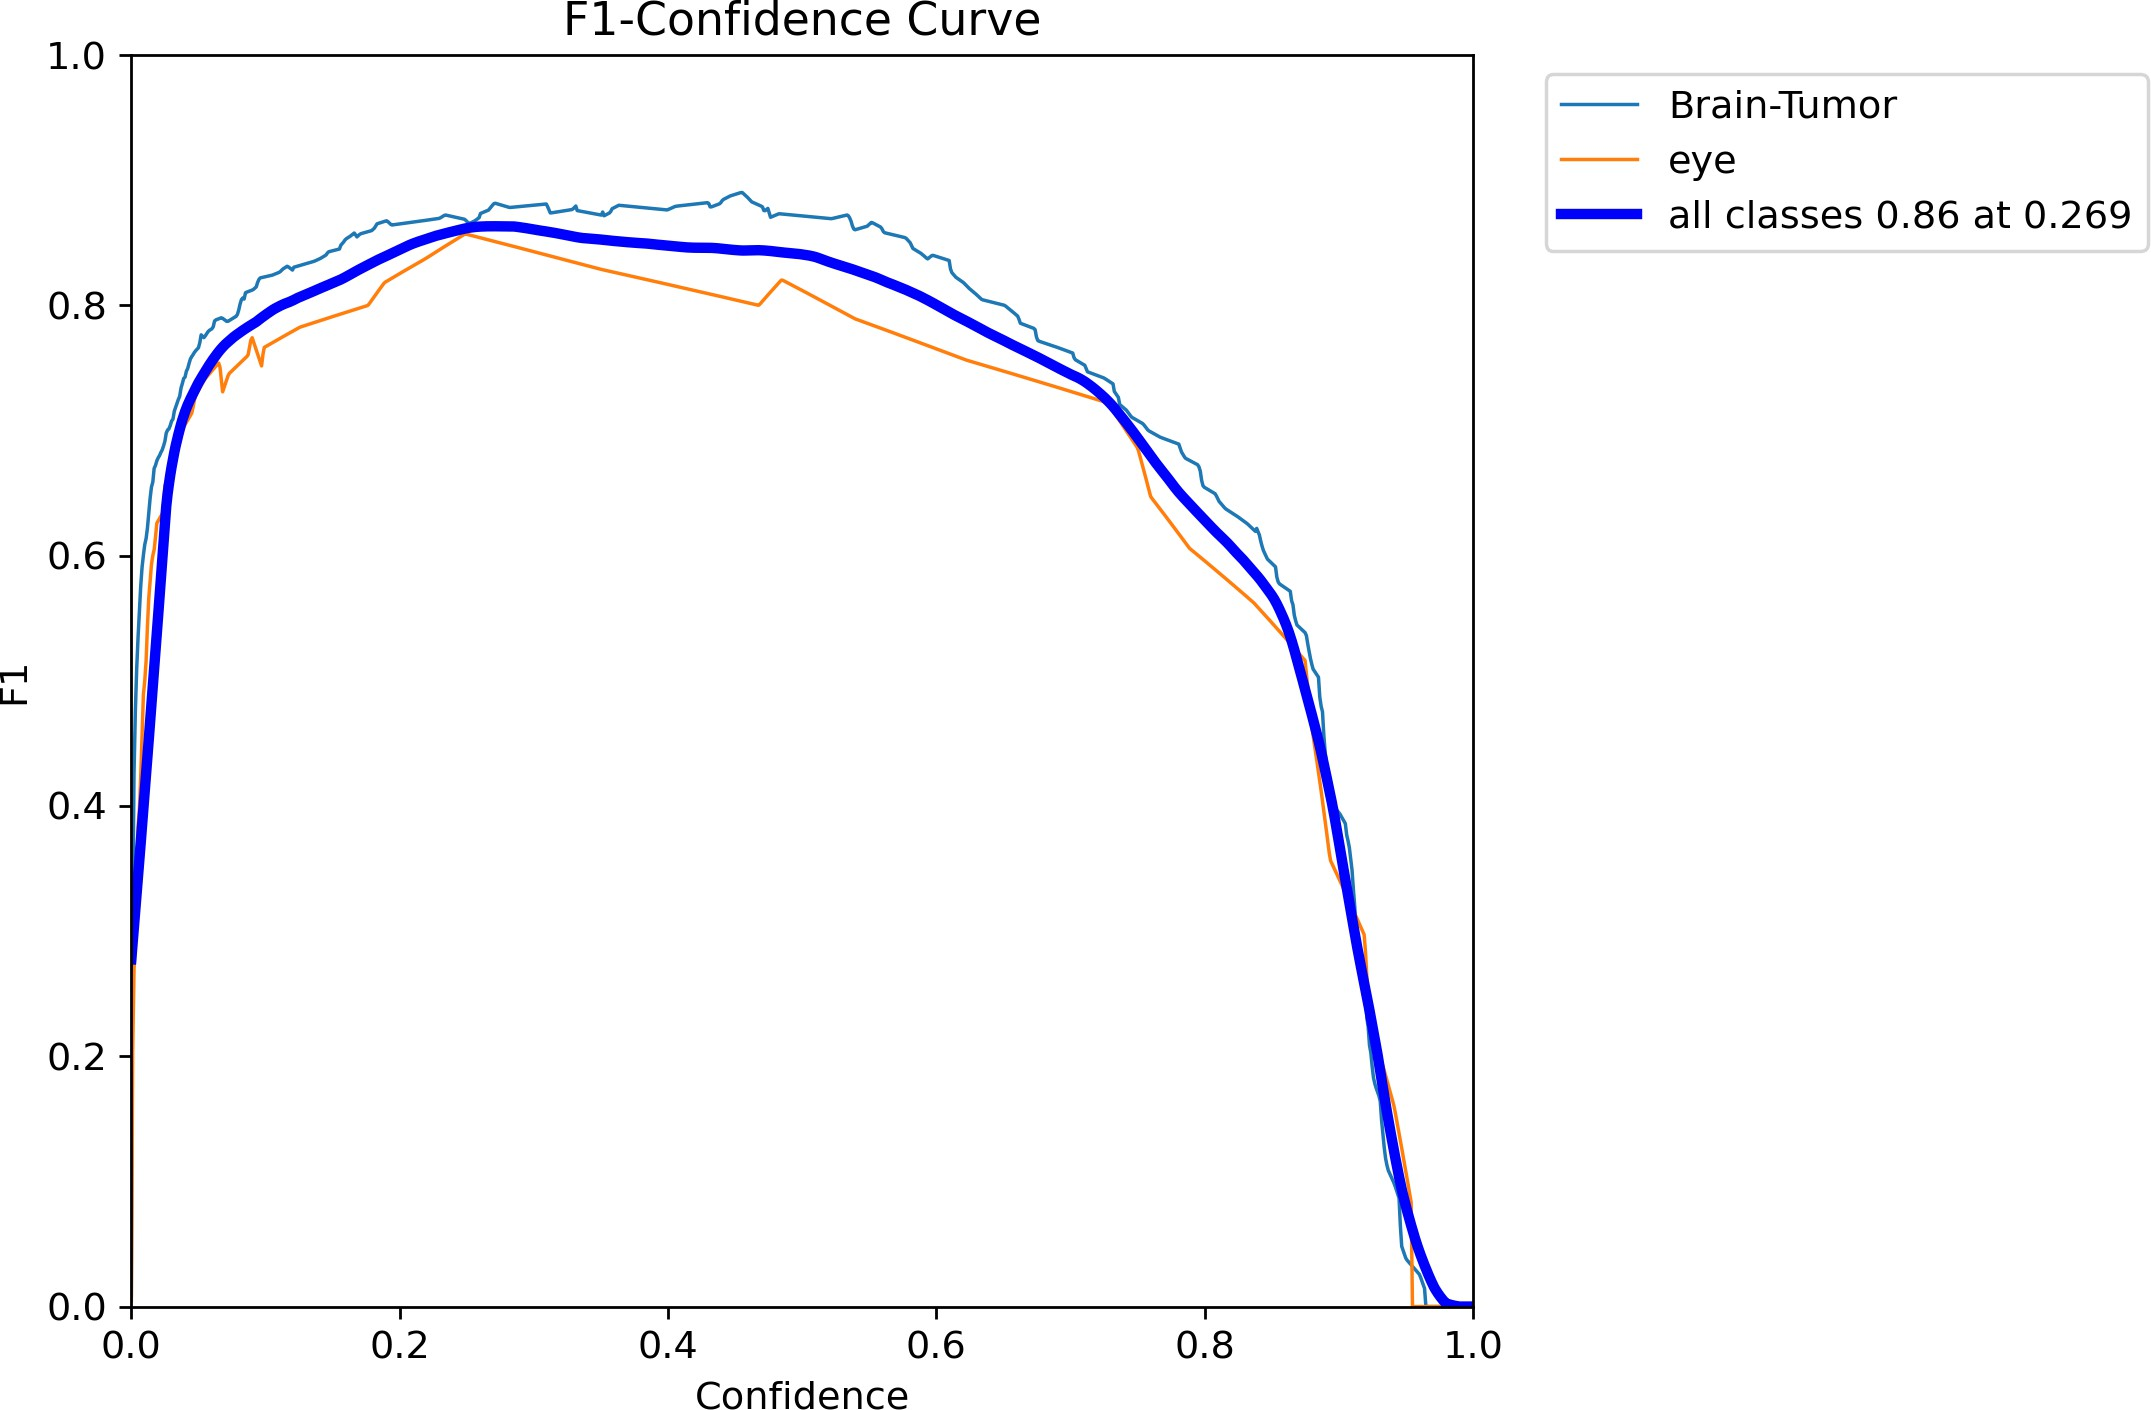 F1-Confidence Curve
1.0
0.8
0.6
0.4
0.2
0.0
F1
0.0 0.2 0.4 0.6 0.8 1.0
Confidence
Brain-Tumor
eye
all classes 0.86 at 0.269